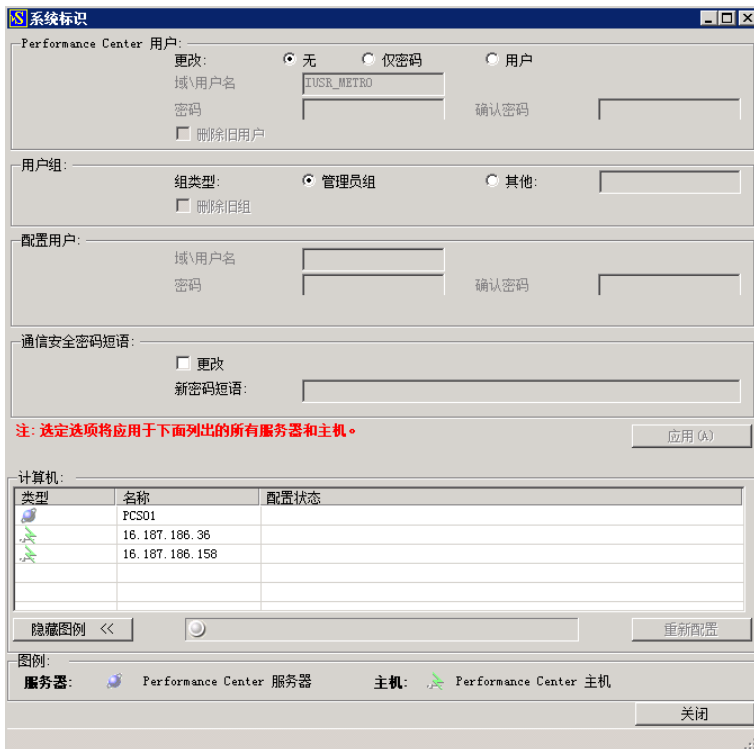 系统标识
Performance Center 用户:
更改: 无 仅密码 用户
域\用户名 IUSR_METRO
密码 确认密码
删除旧用户
用户组:
组类型: 管理员组 其他:
删除旧组
配置用户:
域\用户名
密码 确认密码
通信安全密码短语:
更改
新密码短语:
注: 选定选项将应用于下面列出的所有服务器和主机。
应用(A)
计算机:
类型 名称 配置状态
PCS01
16.187.186.36
16.187.186.158
隐藏图例 << 重新配置
图例:
服务器: Performance Center 服务器 主机: Performance Center 主机
关闭